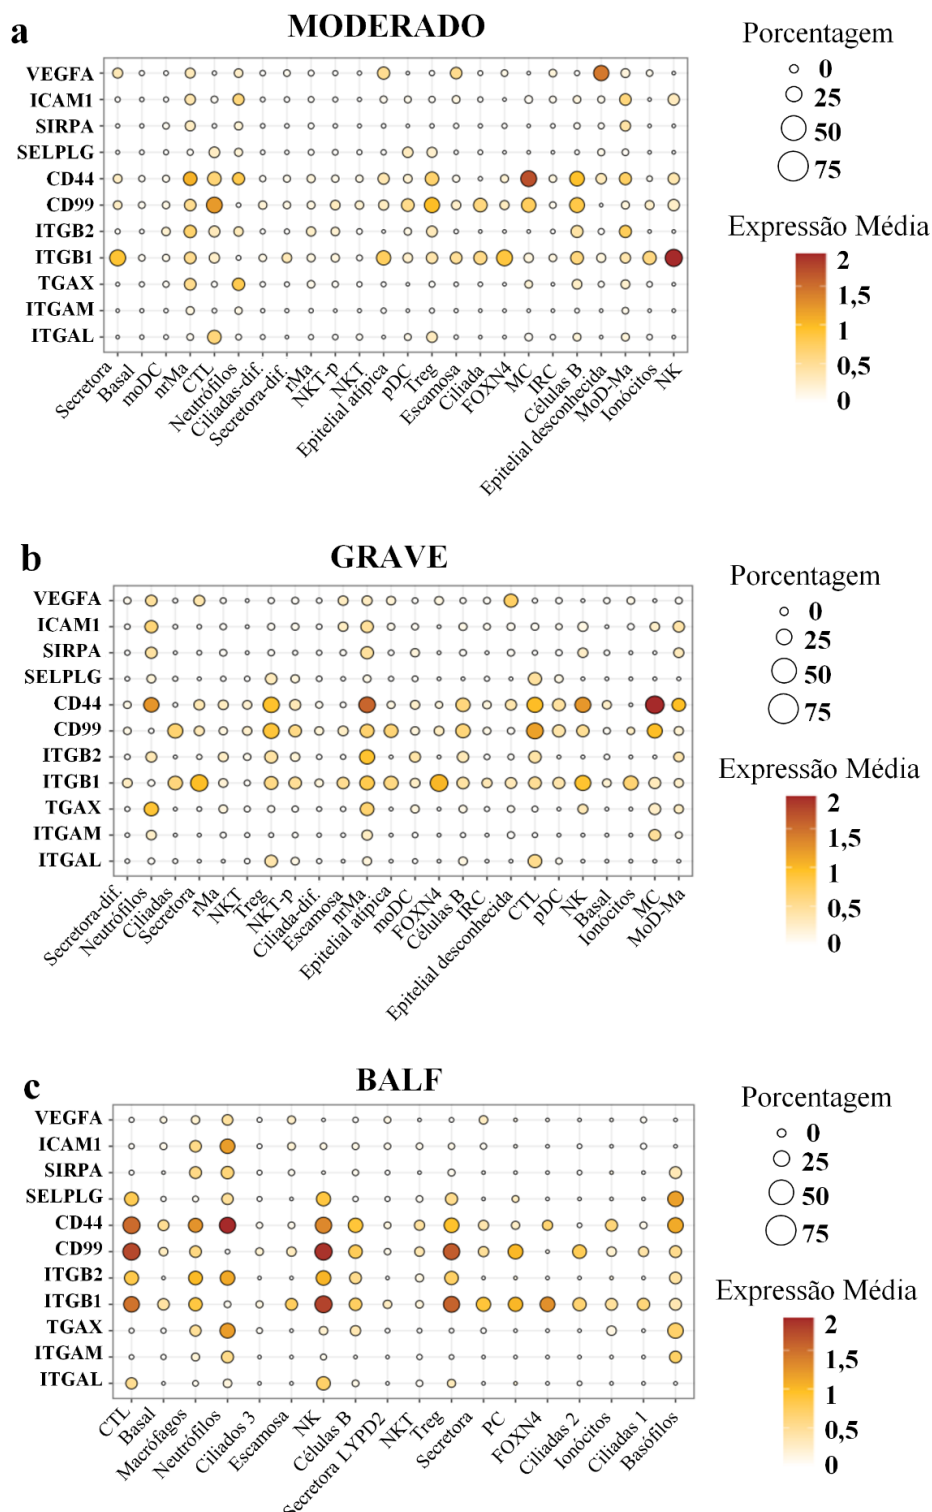 a
MODERADO
VEGFA
ICAM1
SIRPA
SELPLG
CD44
CD99
ITGB2
ITGB1
TGAX
ITGAM
ITGAL
Secretora
Basal
moDC
nrMa
CTL
Neutrófilos
Ciliadas-dif.
Secretora-dif.
rMa
NKT-p
NKT
Epitelial atipica
pDC
Treg
Escamosa
Ciliada
FOXN4
MC
IRC
Células B
Epitelial desconhecida
MoD-Ma
Ionócitos
NK
Porcentagem
0
25
50
75
Expressão Média
2
1,5
1
0,5
0
b
GRAVE
VEGFA
ICAM1
SIRPA
SELPLG
CD44
CD99
ITGB2
ITGB1
TGAX
ITGAM
ITGAL
Secretora-dif.
Neutrófilos
Ciliadas
Secretora
rMa
NKT
Treg
NKT-p
Ciliada-dif.
Escamosa
nrMa
Epitelial atipica
moDC
FOXN4
Células B
IRC
Epitelial desconhecida
CTL
pDC
NK
Basal
Ionócitos
MC
MoD-Ma
Porcentagem
0
25
50
75
Expressão Média
2
1,5
1
0,5
0
c
BALF
VEGFA
ICAM1
SIRPA
SELPLG
CD44
CD99
ITGB2
ITGB1
TGAX
ITGAM
ITGAL
CTL
Basal
Macrófagos
Neutrófilos
Ciliados 3
Escamosa
NK
Células B
Secretora LYPD2
NKT
Treg
Secretora
PC
FOXN4
Ciliadas 2
Ionócitos
Ciliadas 1
Basófilos
Porcentagem
0
25
50
75
Expressão Média
2
1,5
1
0,5
0